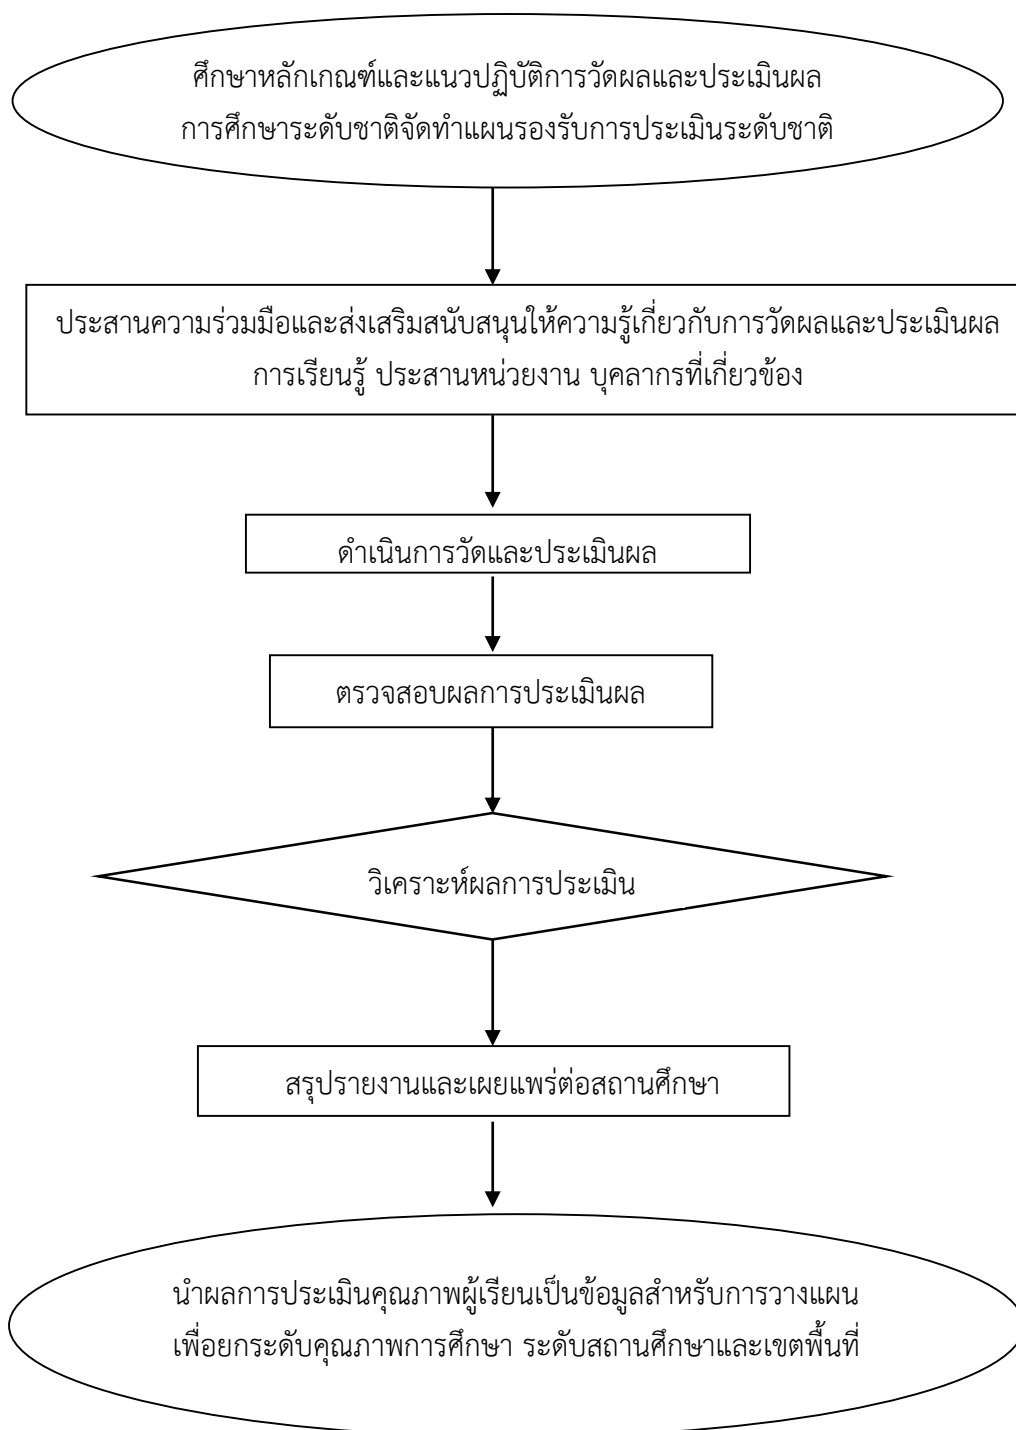 ศึกษาหลักเกณฑ์และแนวปฏิบัติการวัดผลและประเมินผล
การศึกษาระดับชาติจัดทำแผนรองรับการประเมินระดับชาติ
ประสานความร่วมมือและส่งเสริมสนับสนุนให้ความรู้เกี่ยวกับการวัดผลและประเมินผล
การเรียนรู้ ประสานหน่วยงาน บุคลากรที่เกี่ยวข้อง
ดำเนินการวัดและประเมินผล
ตรวจสอบผลการประเมินผล
วิเคราะห์ผลการประเมิน
สรุปรายงานและเผยแพร่ต่อสถานศึกษา
นำผลการประเมินคุณภาพผู้เรียนเป็นข้อมูลสำหรับการวางแผน
เพื่อยกระดับคุณภาพการศึกษา ระดับสถานศึกษาและเขตพื้นที่